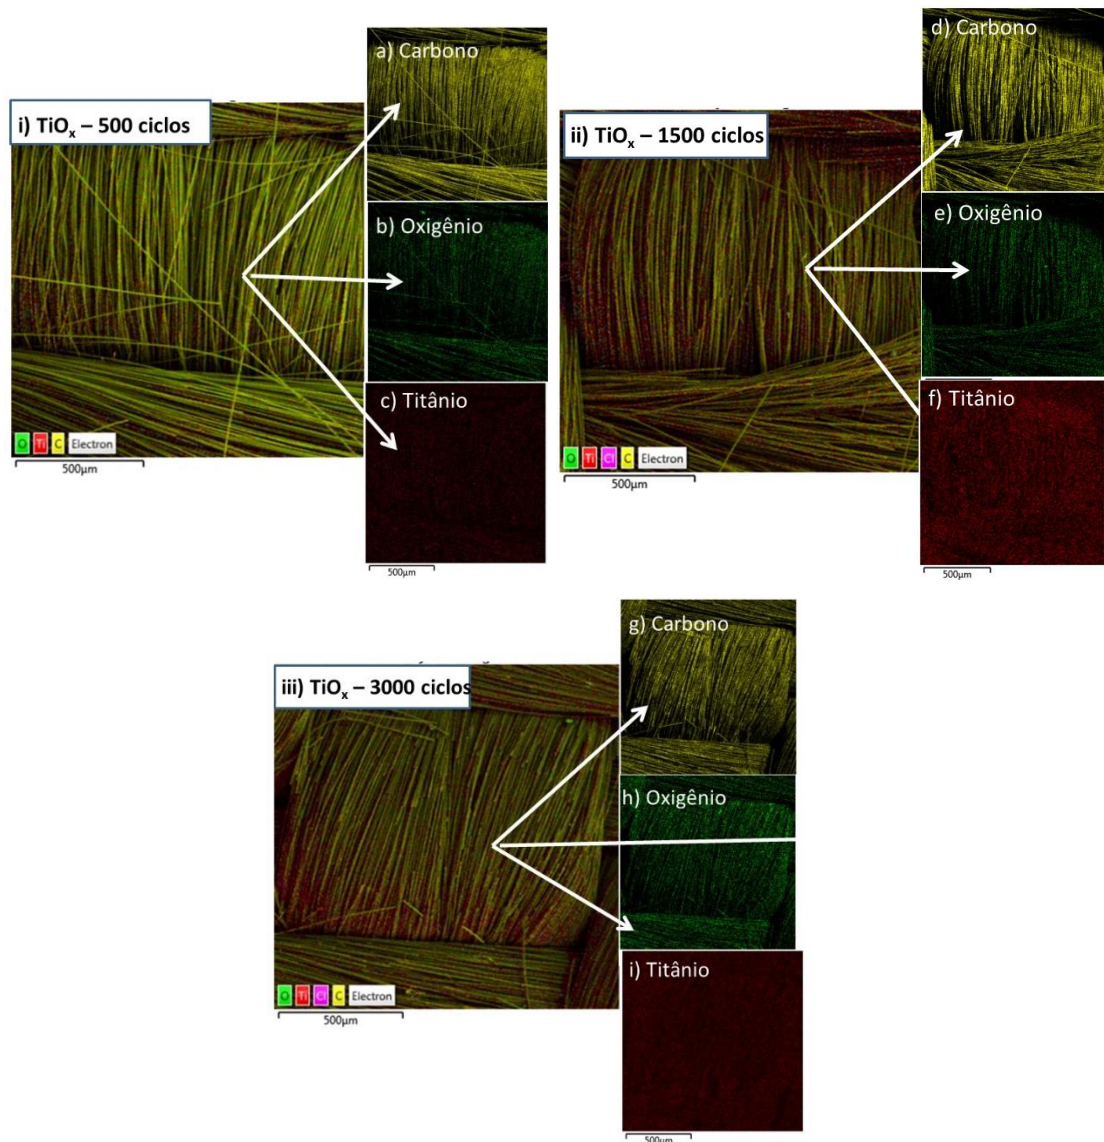 i) TiOx – 500 ciclos
a) Carbono
b) Oxigênio
c) Titânio
O Ti C Electron
500µm
500µm
ii) TiOx – 1500 ciclos
d) Carbono
e) Oxigênio
f) Titânio
O Ti Cl C Electron
500µm
500µm
iii) TiOx – 3000 ciclos
g) Carbono
h) Oxigênio
i) Titânio
O Ti Cl C Electron
500µm
500µm